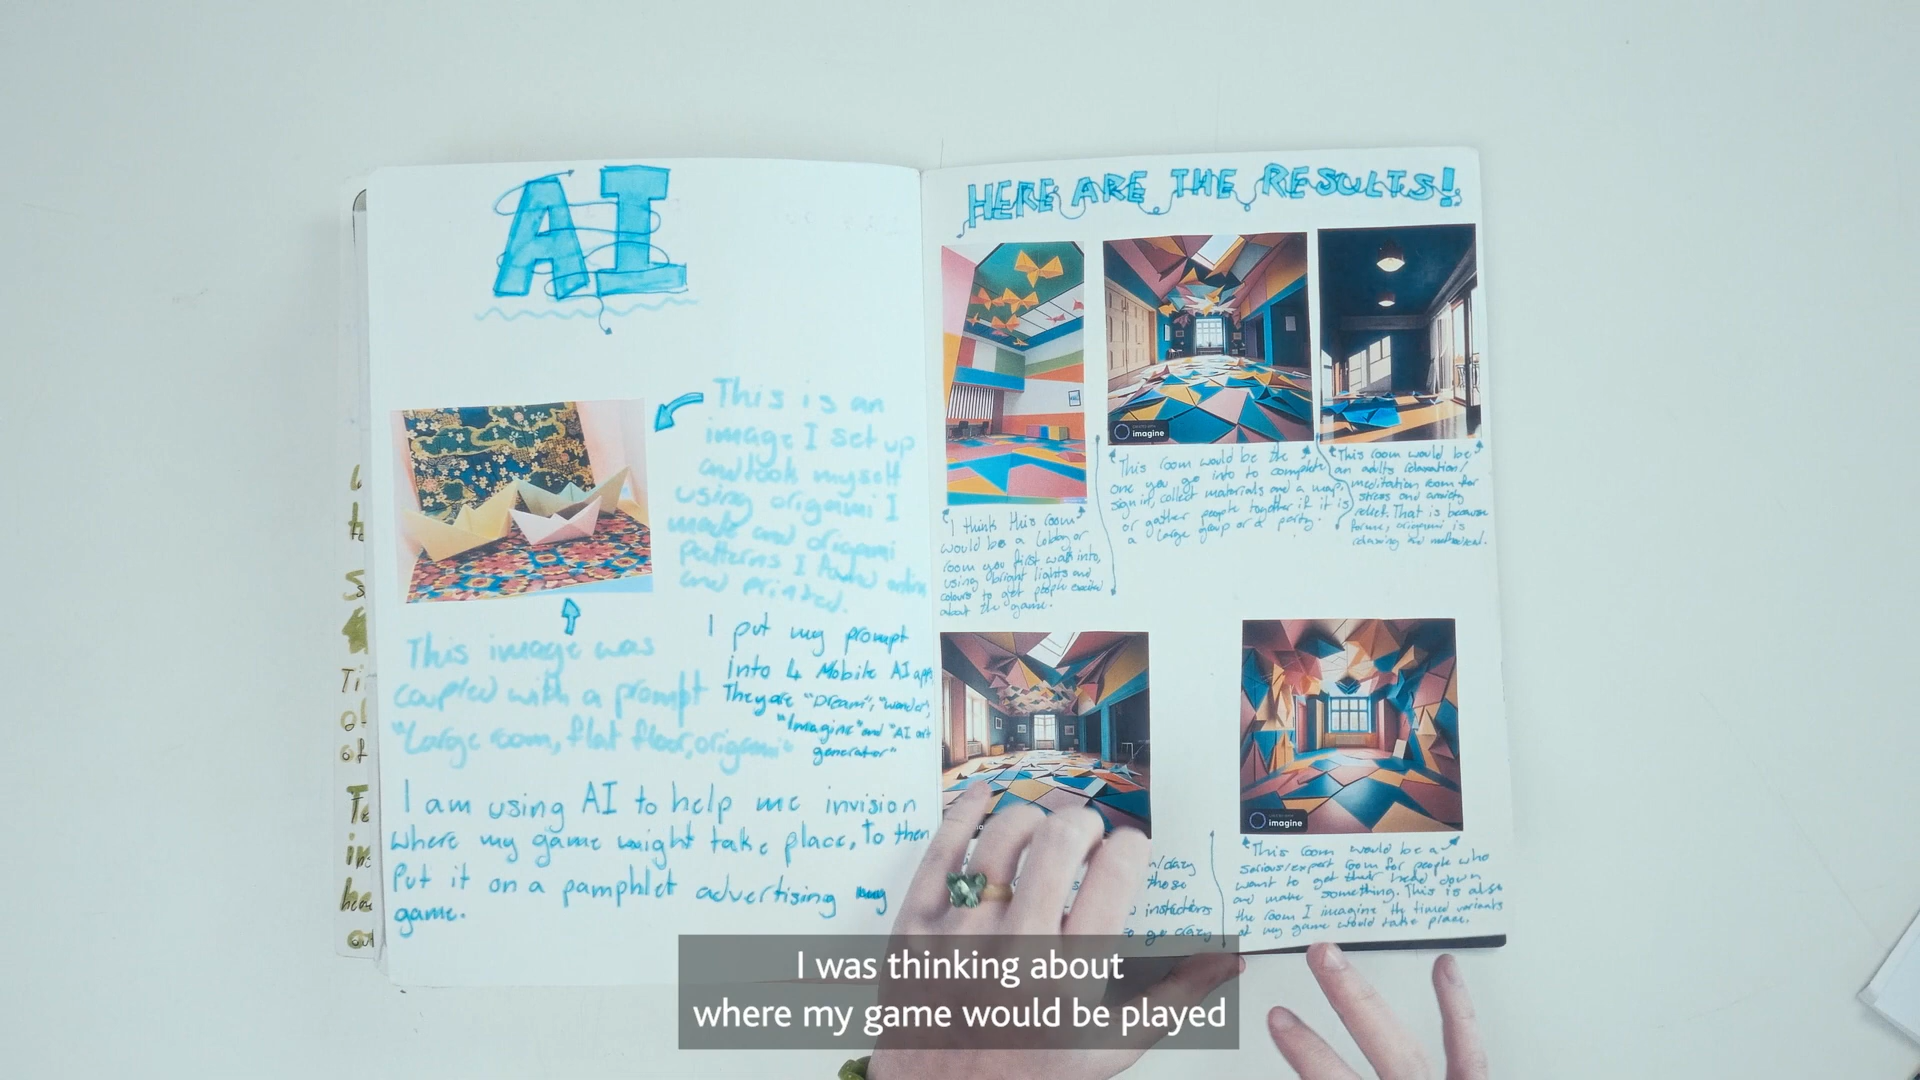 AI
This is an
image I set up
and took myself
using origami I
made and origami
patterns I found online
and printed.
This image was
coupled with a prompt
"Large room, flat floor, origami"
I put my prompt
into 4 Mobile AI apps
They are "Dream", "wonder",
"Imagine" and "AI art
generator"
I am using AI to help me invision
where my game might take place, to then
Put it on a pamphlet advertising my
game.
HERE ARE THE RESULTS!
imagine
I think this room
would be a lobby or
room you first walk into,
using bright lights and
colours to get people excited
about the game.
This room would be the
one you go into to complete
sign in, collect materials and a map,
or gather people together if it is
a large group or a party.
This room would be
an adults relaxation/
meditation room for
stress and anxiety
relief. That is because
for me, origami is
relaxing and
imagine
/crazy
those
instructions
go crazy
This room would be a
serious/expert room for people who
want to get their head down
and make something. This is also
the room I imagine the timed variants
of my game would take place.
Ti
of
of
Te
in
I was thinking about
where my game would be played